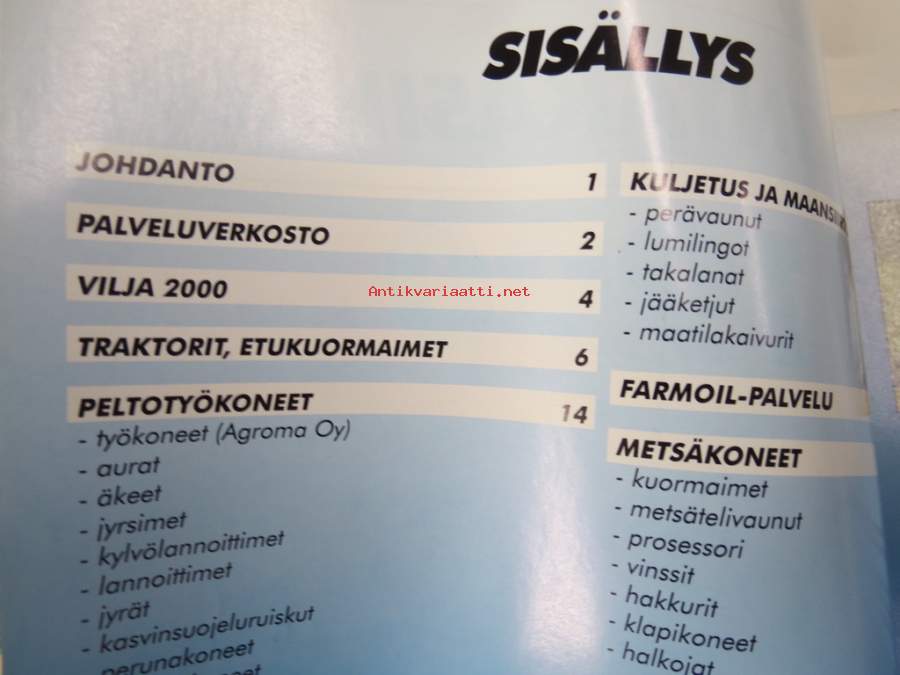 SISÄLLYS
JOHDANTO 1
PALVELUVERKOSTO 2
VILJA 2000 4
TRAKTORIT, ETUKUORMAIMET 6
PELTOTYÖKONEET 14
- työkoneet (Agroma Oy)
- aurat
- äkeet
- jyrsimet
- kylvölannoittimet
- lannoittimet
- jyrät
- kasvinsuojeluruiskut
- perunakoneet
KULJETUS JA
- perävaunut
- lumilingot
- takalanat
- jääketjut
- maatilakaivurit
FARMOIL-PALVELU
METSÄKONEET
- kuormaimet
- metsätelivaunut
- prosessori
- vinssit
- hakkurit
- klapikoneet
- halkojat
Antikvariaatti.net